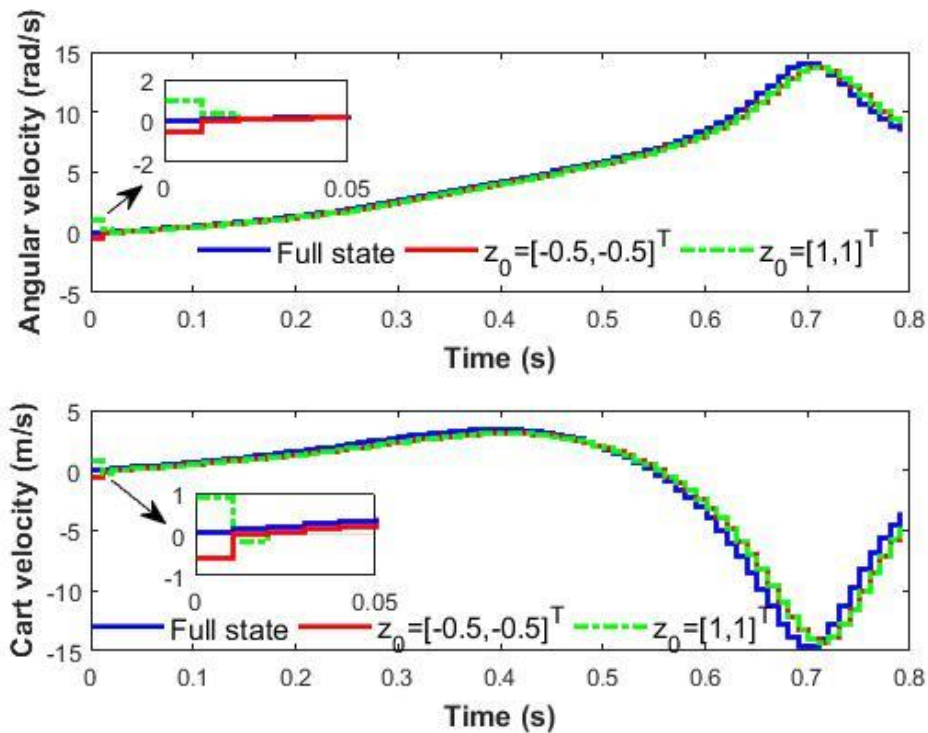 Angular velocity (rad/s)
15
10
5
0
-5
2
0
-2
0 0.05
Full state z0=[-0.5,-0.5]T z0=[1,1]T
0 0.1 0.2 0.3 0.4 0.5 0.6 0.7 0.8
Time (s)
Cart velocity (m/s)
5
0
-5
-10
-15
1
0
-1
0 0.05
Full state z0=[-0.5,-0.5]T z0=[1,1]T
0 0.1 0.2 0.3 0.4 0.5 0.6 0.7 0.8
Time (s)